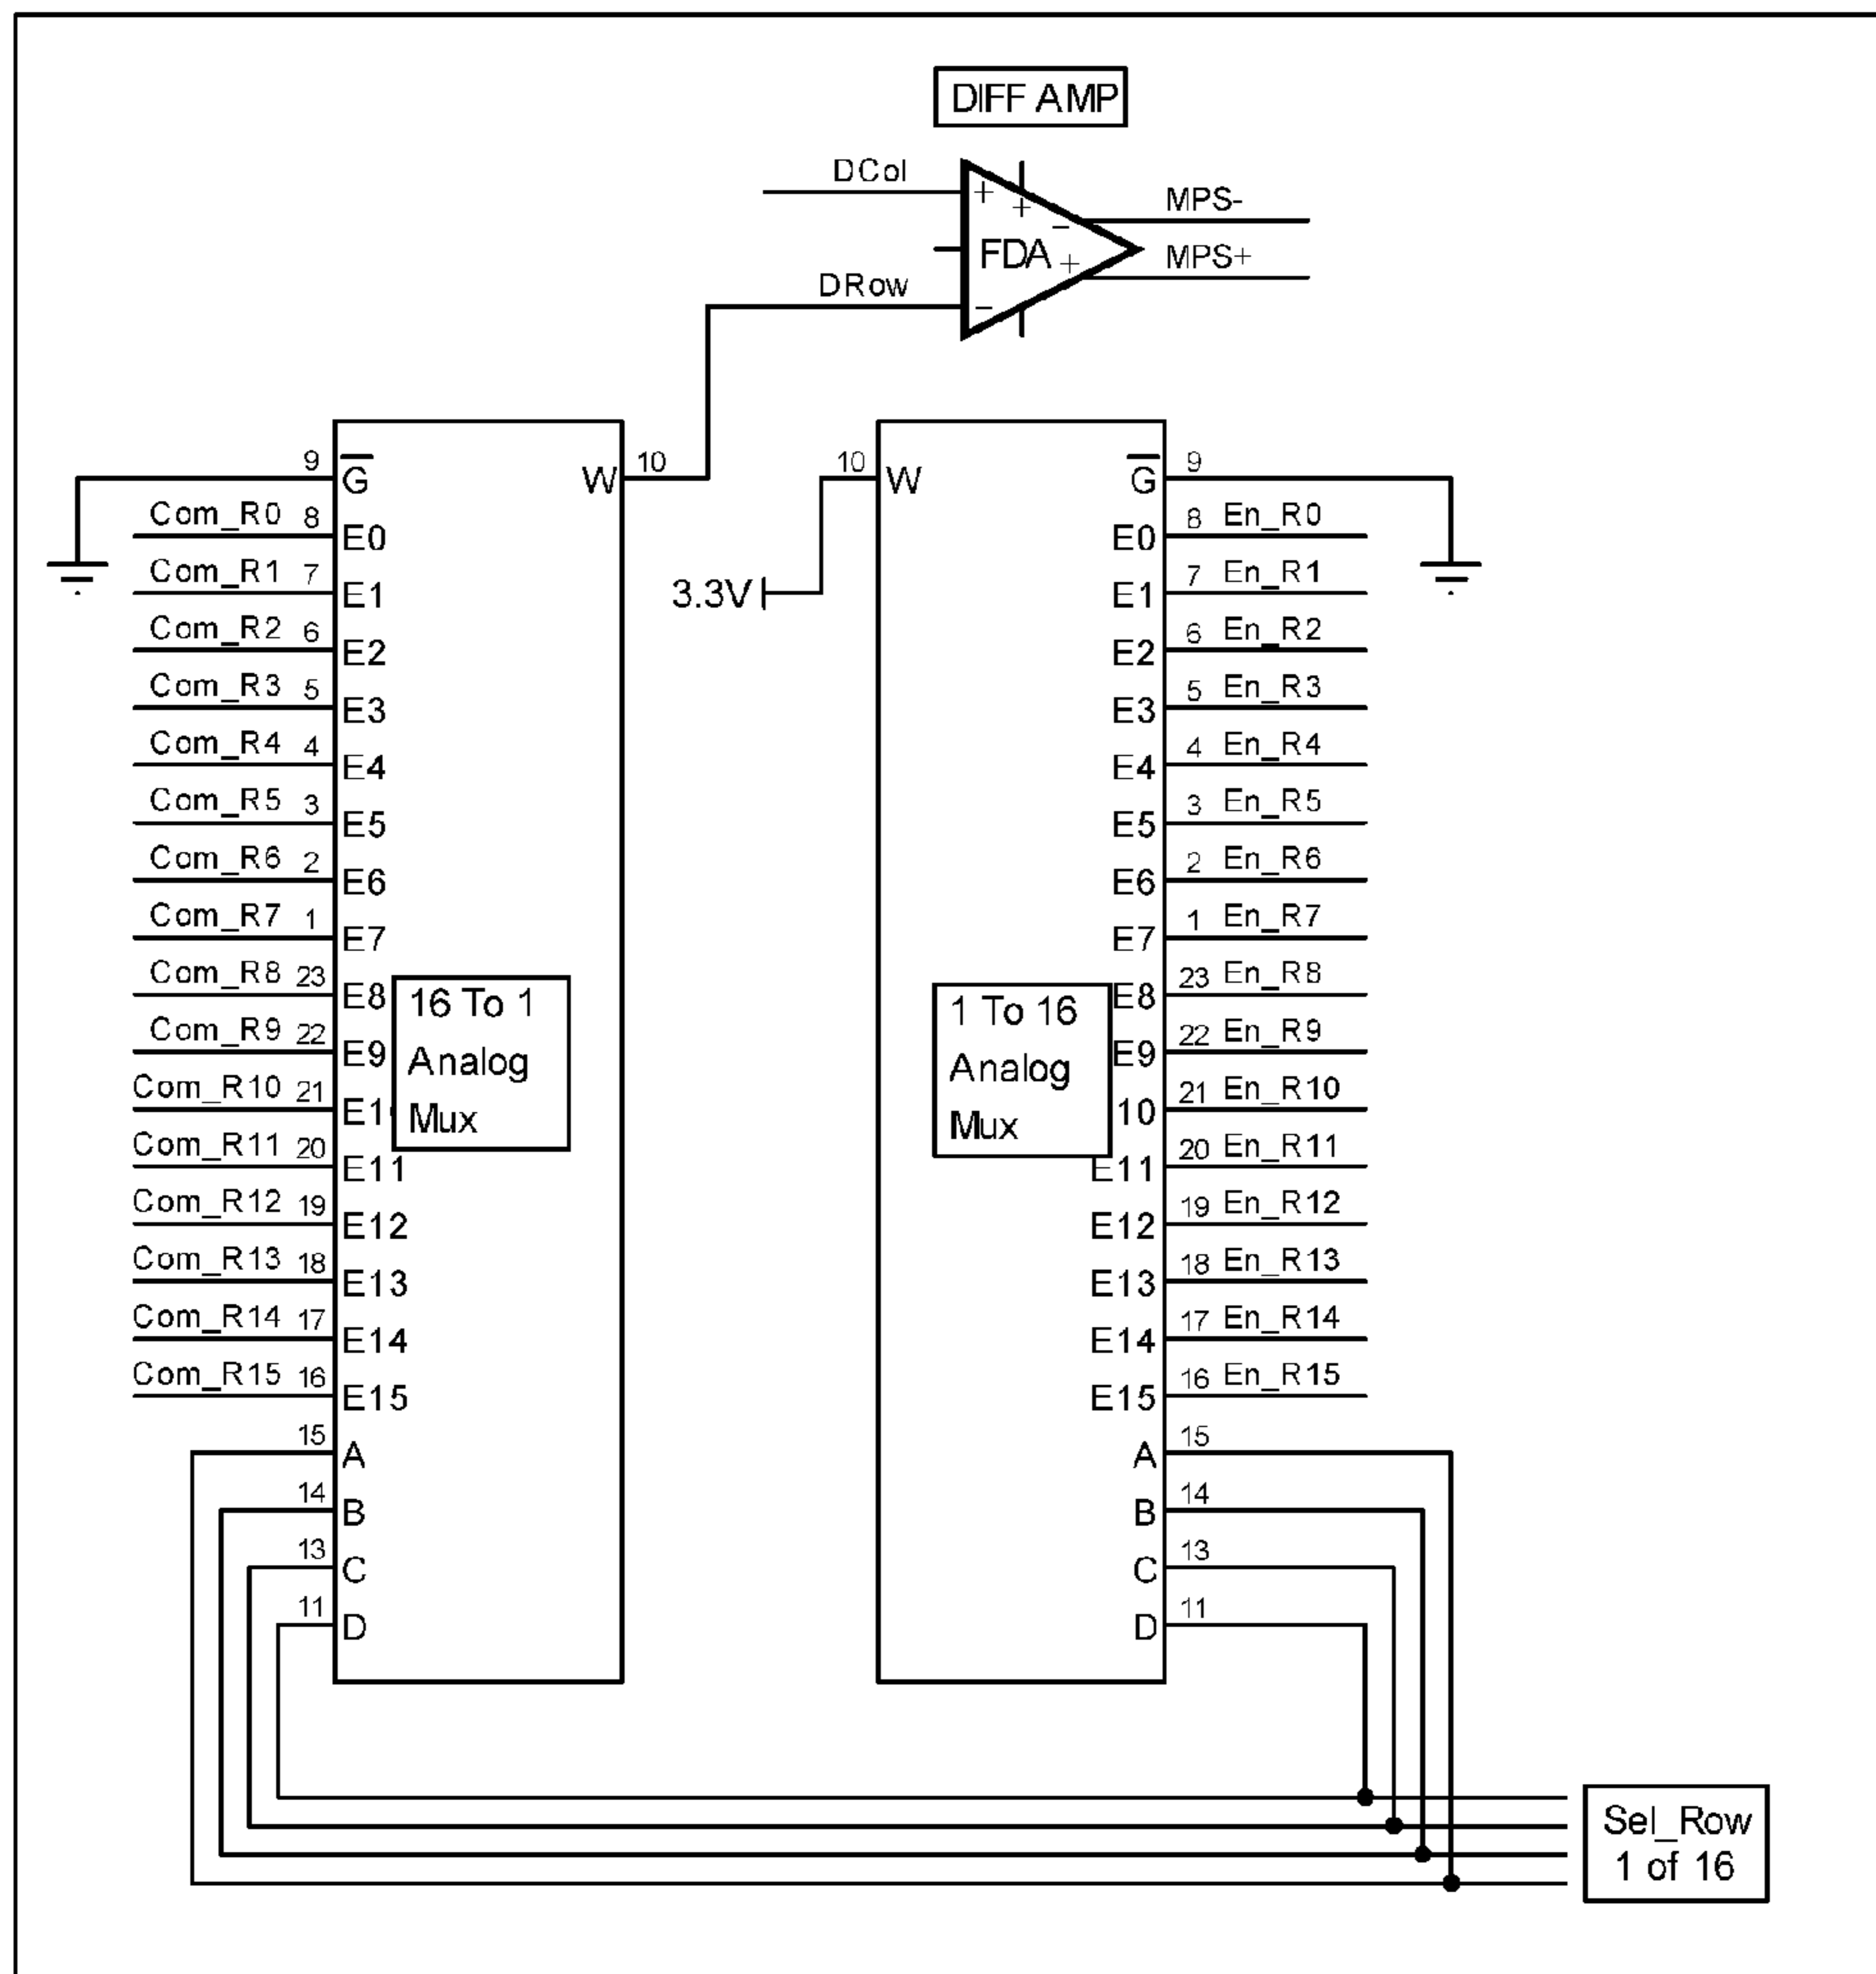 DIFF AMP
DCol
+
+
−
MPS-
FDA
+
MPS+
DRow
−
9
G
W
10
10
W
G
9
Com_R0 8
E0
E0
8 En_R0
Com_R1 7
E1
3.3V
E1
7 En_R1
Com_R2 6
E2
E2
6 En_R2
Com_R3 5
E3
E3
5 En_R3
Com_R4 4
E4
E4
4 En_R4
Com_R5 3
E5
E5
3 En_R5
Com_R6 2
E6
E6
2 En_R6
Com_R7 1
E7
E7
1 En_R7
Com_R8 23
E8
E8
23 En_R8
Com_R9 22
E9
E9
22 En_R9
Com_R10 21
E1
10
21 En_R10
16 To 1
Analog
Mux
1 To 16
Analog
Mux
Com_R11 20
E11
E11
20 En_R11
Com_R12 19
E12
E12
19 En_R12
Com_R13 18
E13
E13
18 En_R13
Com_R14 17
E14
E14
17 En_R14
Com_R15 16
E15
E15
16 En_R15
15
A
A
15
14
B
B
14
13
C
C
13
11
D
D
11
Sel_Row
1 of 16